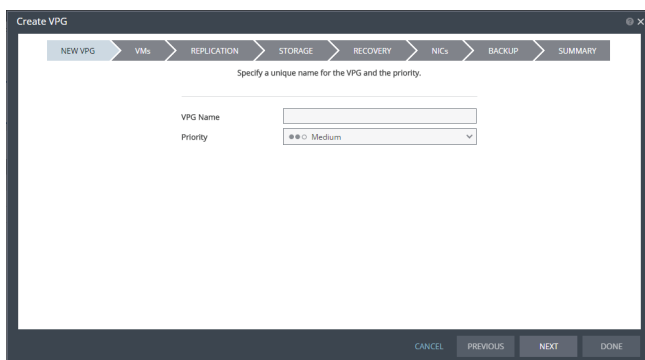 Create VPG
NEW VPG VMs REPLICATION STORAGE RECOVERY NICs BACKUP SUMMARY
Specify a unique name for the VPG and the priority.
VPG Name
Priority Medium
CANCEL PREVIOUS NEXT DONE